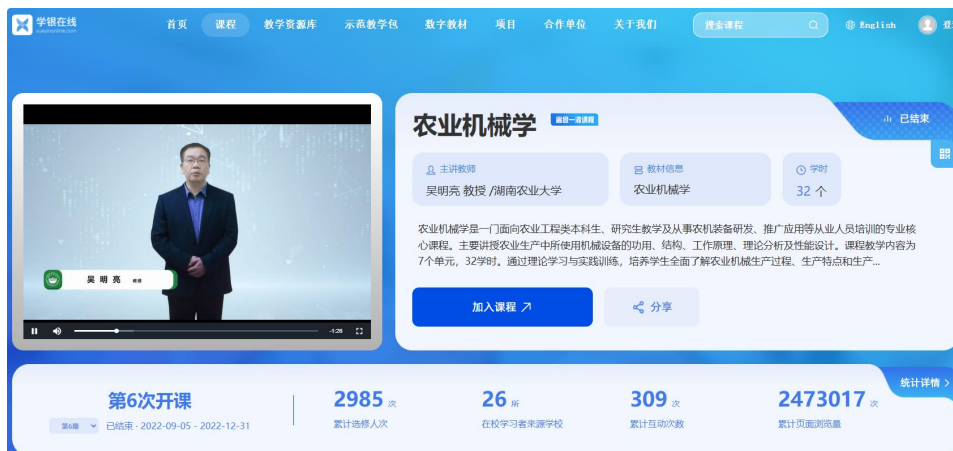 学银在线
xueyinonline.com
首页 课程 教学资源库 示范教学包 数字教材 项目 合作单位 关于我们 搜索课程 English
农业机械学 省级一流课程
已结束
主讲教师 教材信息 学时
吴明亮 教授 /湖南农业大学 农业机械学 32 个
农业机械学是一门面向农业工程类本科生、研究生教学及从事农机装备研发、推广应用等从业人员培训的专业核
心课程。主要讲授农业生产中所使用机械设备的功用、结构、工作原理、理论分析及性能设计。课程教学内容为
7个单元，32学时。通过理论学习与实践训练，培养学生全面了解农业机械生产过程、生产特点和生产...
吴明亮 教授
-1:26
加入课程 分享
统计详情
第6次开课 2985 次 26 所 309 次 2473017 次
第6期 已结束 · 2022-09-05 - 2022-12-31 累计选修人次 在校学习者来源学校 累计互动次数 累计页面浏览量